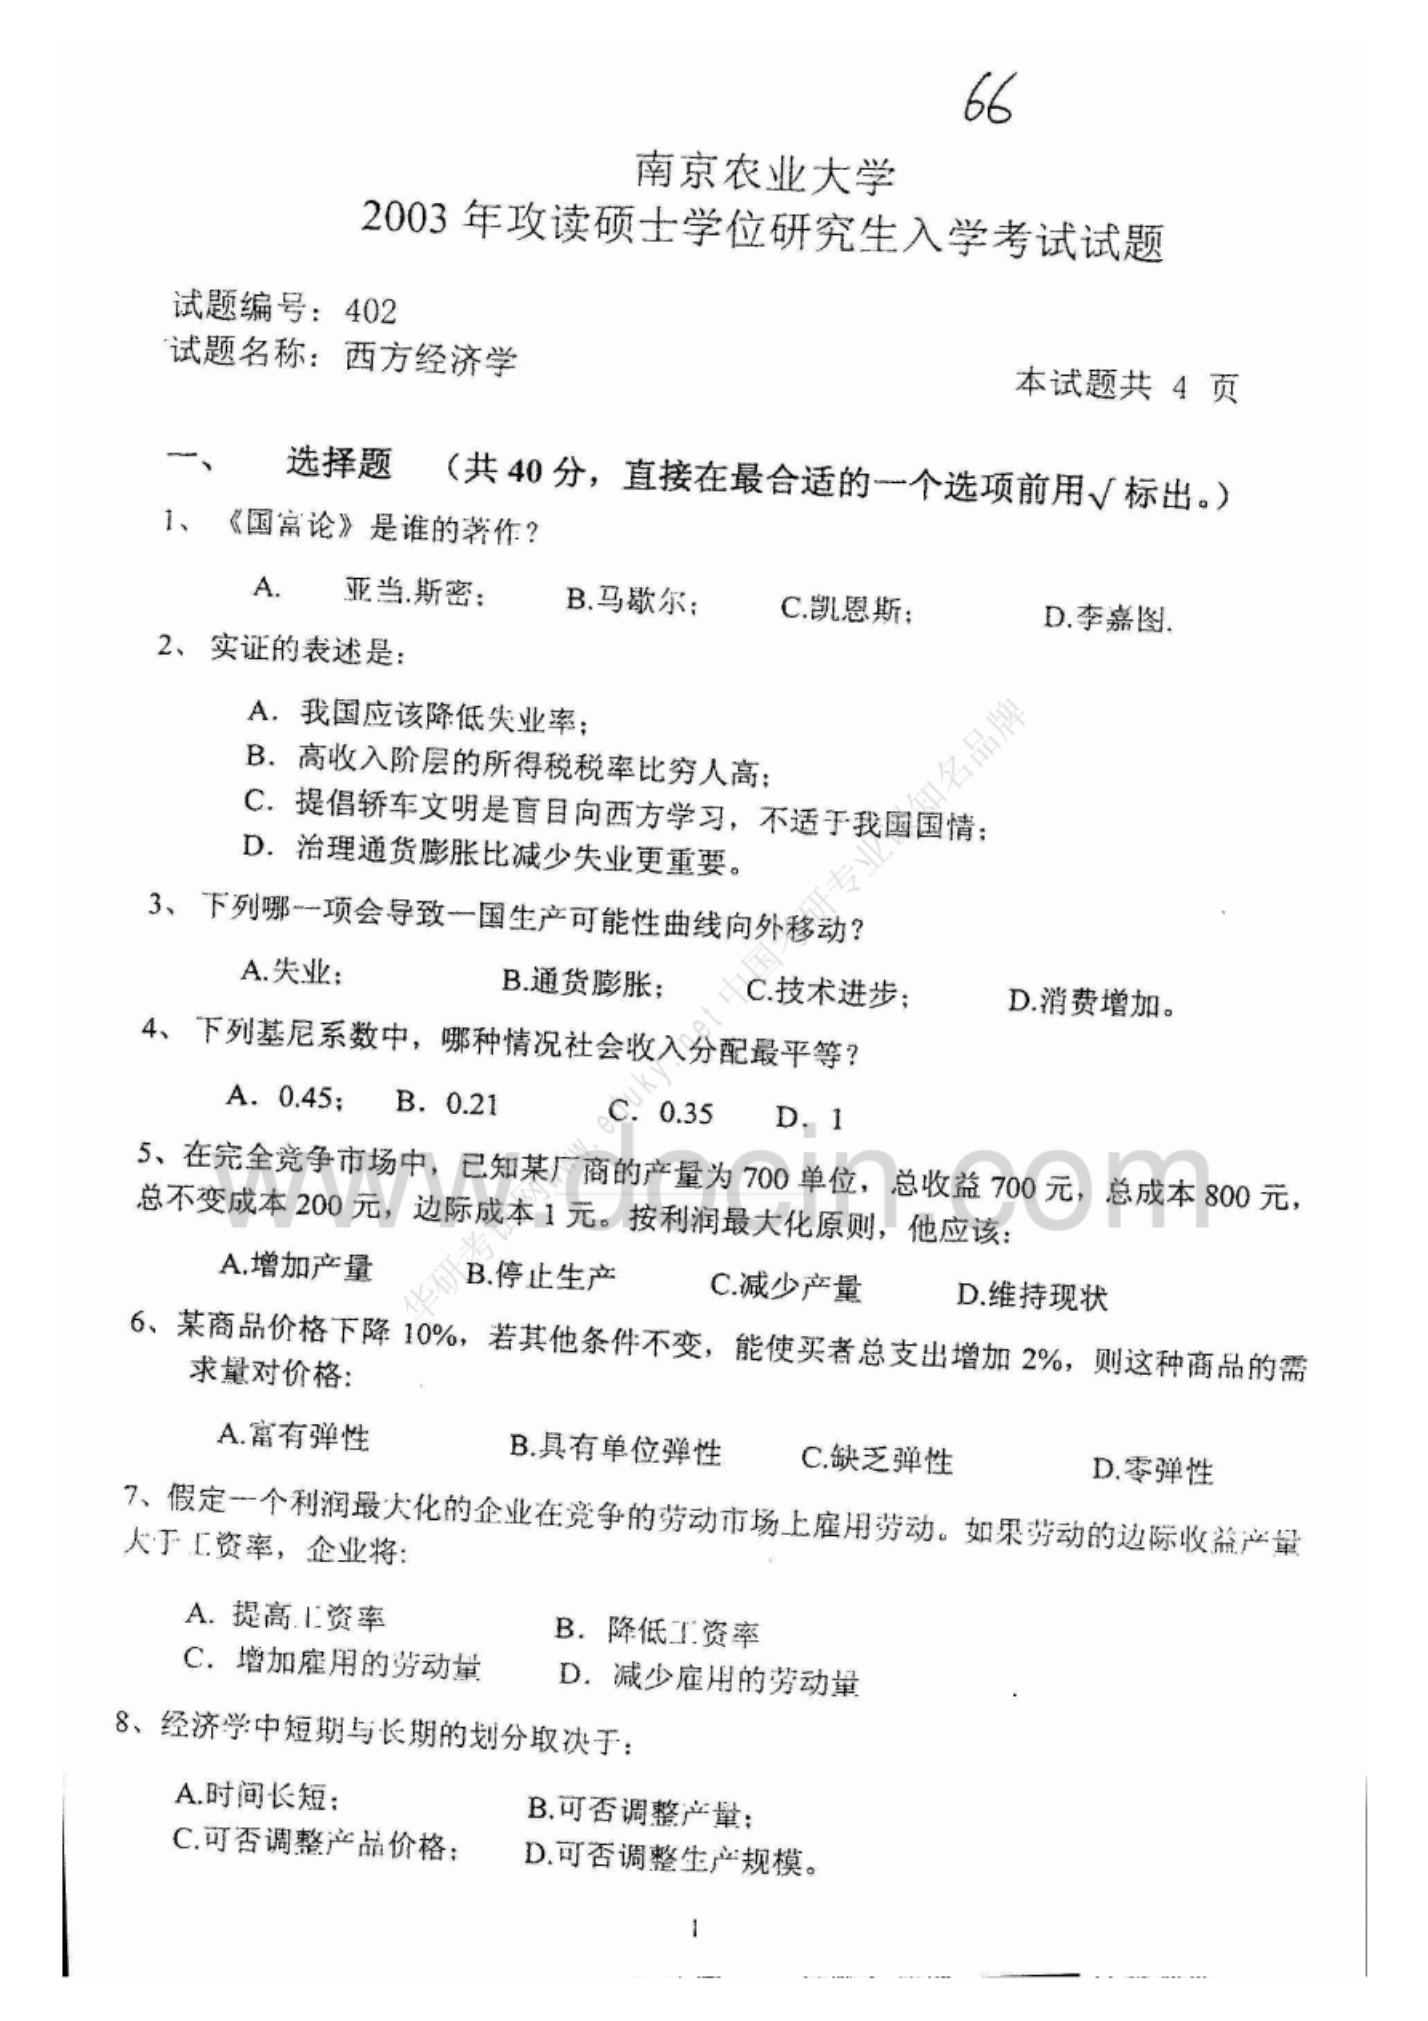 66
南京农业大学
2003 年攻读硕士学位研究生入学考试试题
试题编号：402
试题名称：西方经济学
本试题共 4 页
一、 选择题 （共 40 分，直接在最合适的一个选项前用√ 标出。）
1、《国富论》是谁的著作？
A. 亚当.斯密； B.马歇尔； C.凯恩斯； D.李嘉图.
2、 实证的表述是：
A．我国应该降低失业率；
B．高收入阶层的所得税税率比穷人高；
C．提倡轿车文明是盲目向西方学习，不适于我国国情；
D．治理通货膨胀比减少失业更重要。
3、 下列哪一项会导致一国生产可能性曲线向外移动？
A.失业； B.通货膨胀； C.技术进步； D.消费增加。
4、 下列基尼系数中，哪种情况社会收入分配最平等？
A．0.45； B．0.21 C．0.35 D．1
5、在完全竞争市场中，已知某厂商的产量为 700 单位，总收益 700 元，总成本 800 元，
总不变成本 200 元，边际成本 1 元。按利润最大化原则，他应该：
A.增加产量 B.停止生产 C.减少产量 D.维持现状
6、某商品价格下降 10%，若其他条件不变，能使买者总支出增加 2%，则这种商品的需
求量对价格：
A.富有弹性 B.具有单位弹性 C.缺乏弹性 D.零弹性
7、假定一个利润最大化的企业在竞争的劳动市场上雇用劳动。如果劳动的边际收益产量
大于工资率，企业将：
A．提高工资率 B．降低工资率
C．增加雇用的劳动量 D．减少雇用的劳动量
8、经济学中短期与长期的划分取决于：
A.时间长短； B.可否调整产量；
C.可否调整产品价格； D.可否调整生产规模。
1
www.docin.com